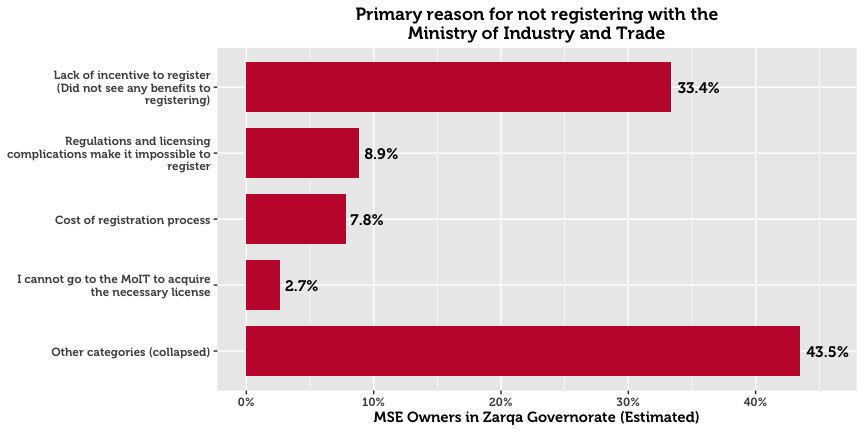 Primary reason for not registering with the
Ministry of Industry and Trade
Lack of incentive to register
(Did not see any benefits to
registering)
33.4%
Regulations and licensing
complications make it impossible to
register
8.9%
Cost of registration process
7.8%
I cannot go to the MoIT to acquire
the necessary license
2.7%
Other categories (collapsed)
43.5%
0% 10% 20% 30% 40%
MSE Owners in Zarqa Governorate (Estimated)